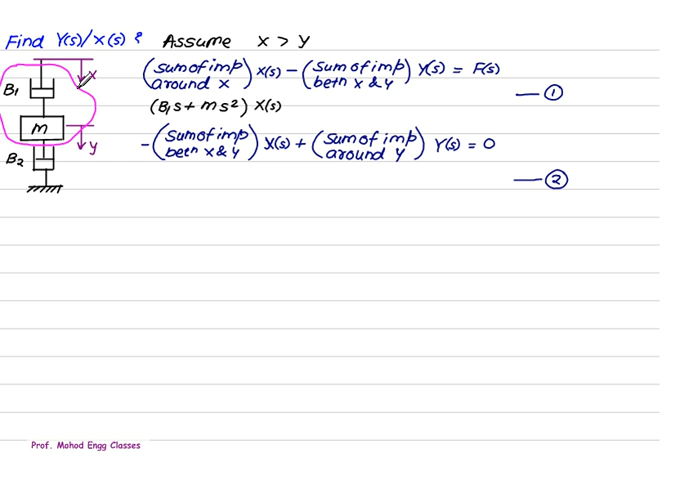 Find Y(s)/X(s) ? Assume X > Y
(Sum of imp around x) X(s) - (Sum of imp betn x & y) Y(s) = F(s) — ①
(B₁s + ms²) X(s)
- (Sum of imp betn x & y) X(s) + (Sum of imp around y) Y(s) = 0 — ②
x
B₁
m
y
B₂
Prof. Mohod Engg Classes